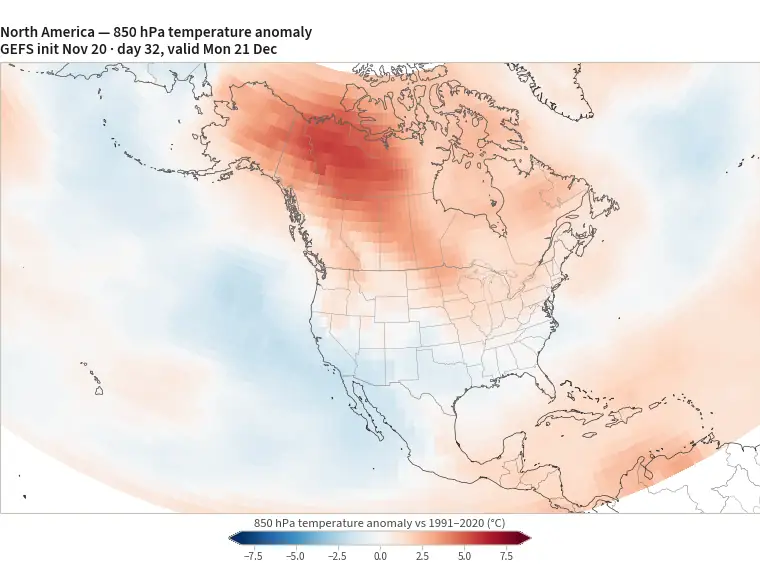 North America — 850 hPa temperature anomaly
GEFS init Nov 20 · day 32, valid Mon 21 Dec
850 hPa temperature anomaly vs 1991–2020 (°C)
−7.5 −5.0 −2.5 0.0 2.5 5.0 7.5